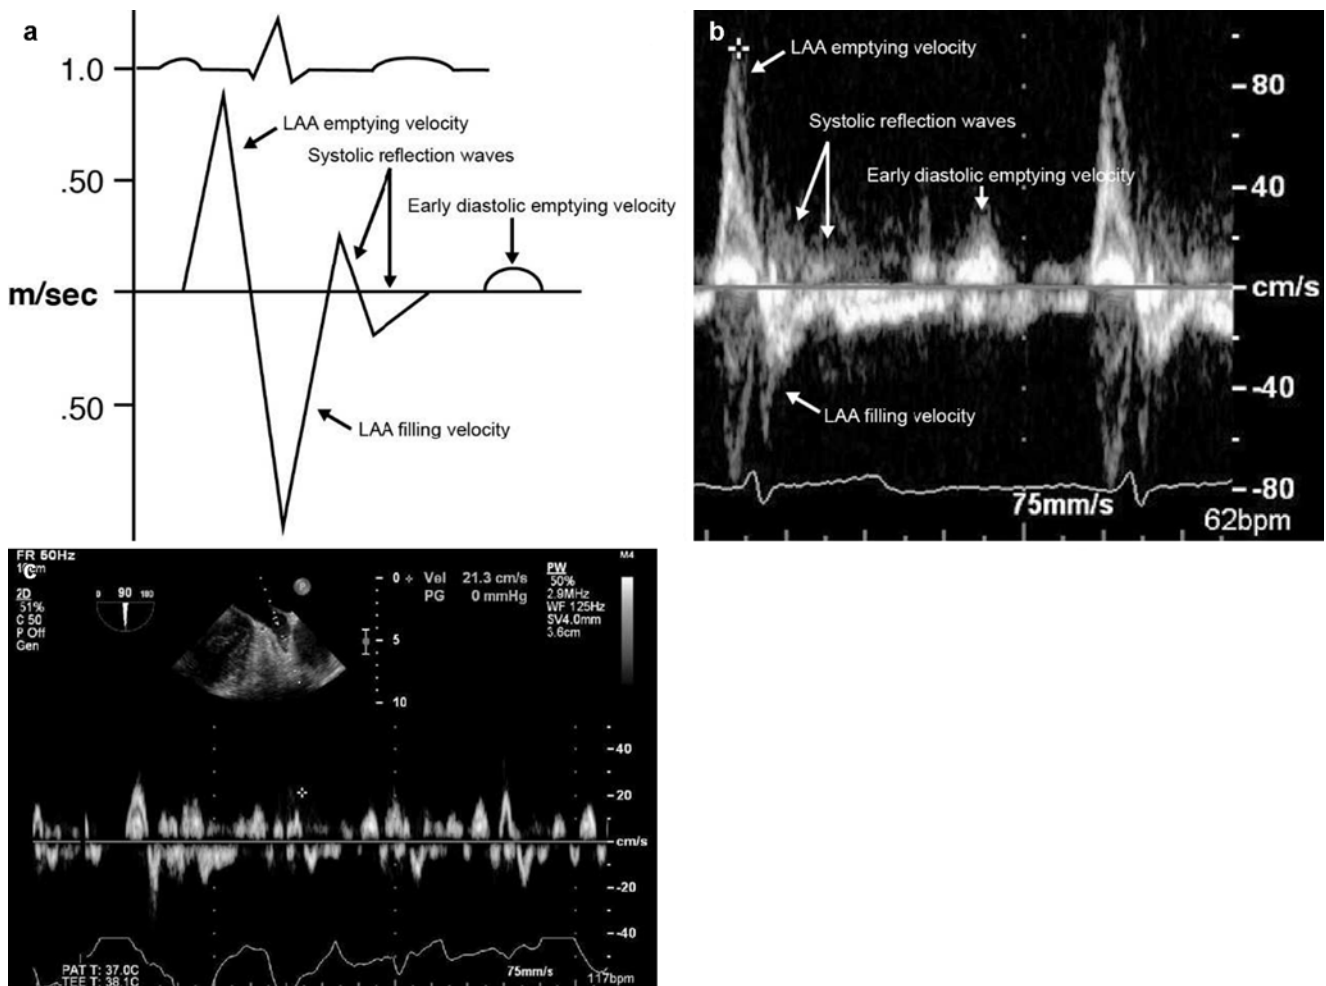 a
1.0
LAA emptying velocity
Systolic reflection waves
.50
Early diastolic emptying velocity
m/sec
.50
LAA filling velocity
b
LAA emptying velocity
80
Systolic reflection waves
Early diastolic emptying velocity
40
cm/s
-40
LAA filling velocity
-80
75mm/s
62bpm
c
FR 50Hz
M4
2D
51%
C 50
P Off
Gen
0 90 180
0
5
10
Vel 21.3 cm/s
PG 0 mmHg
PW
50%
2.9MHz
WF 125Hz
SV4.0mm
3.6cm
40
20
cm/s
-20
-40
PAT T: 37.0C
TEE T: 38.1C
75mm/s
117bpm